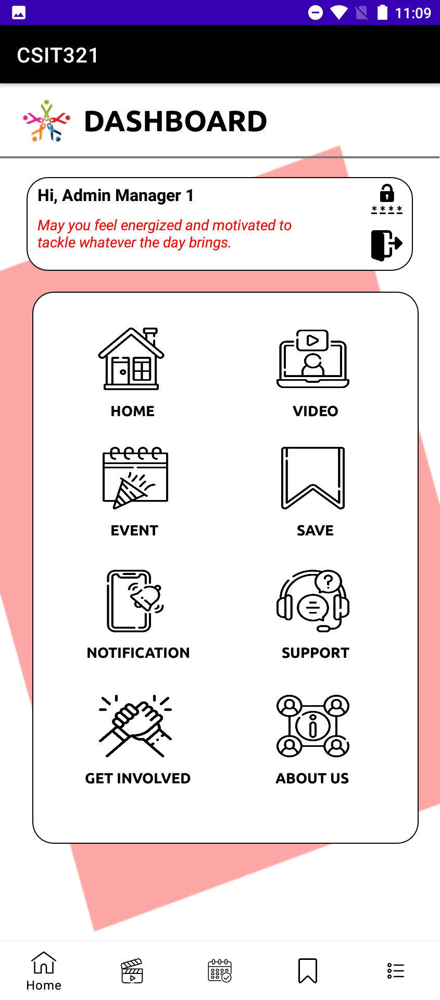 11:09
CSIT321
DASHBOARD
Hi, Admin Manager 1
* * * *
May you feel energized and motivated to
tackle whatever the day brings.
HOME
VIDEO
EVENT
SAVE
?
NOTIFICATION
SUPPORT
i
GET INVOLVED
ABOUT US
Home